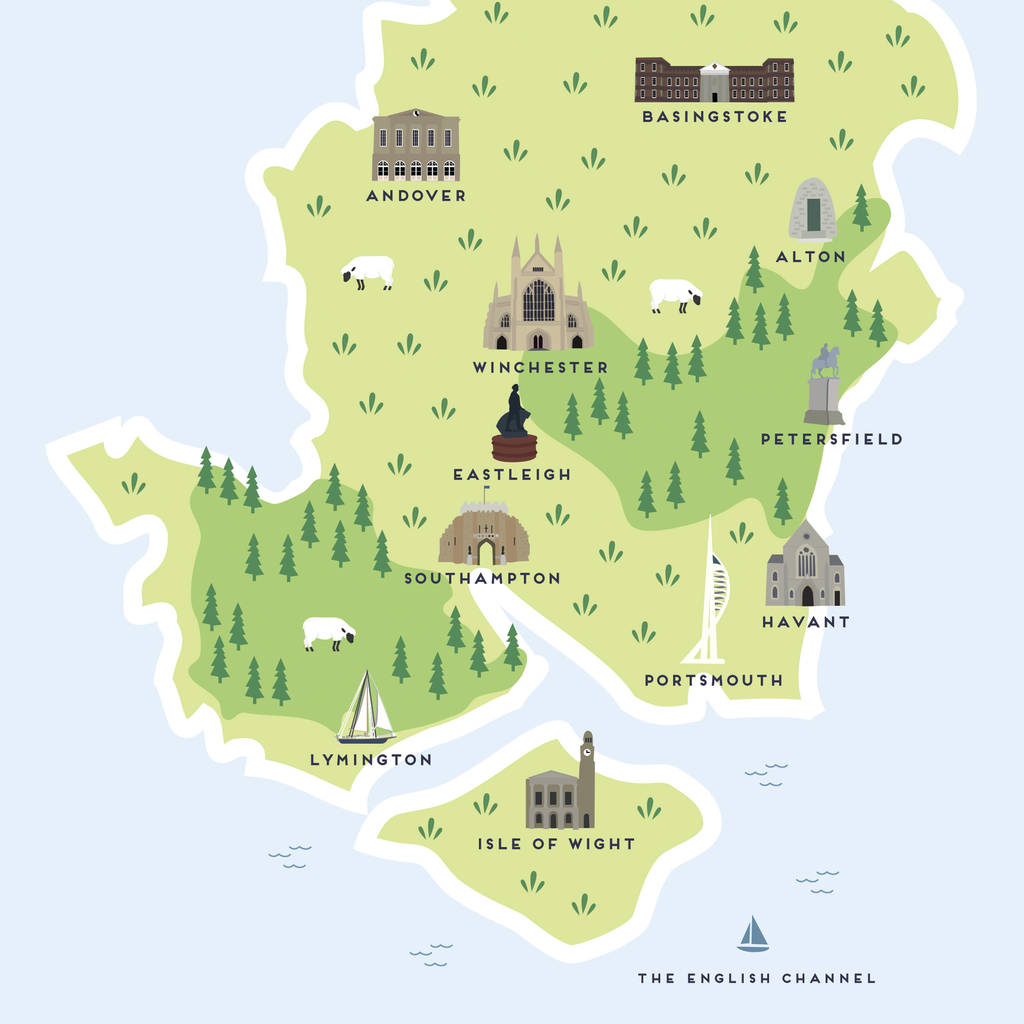 BASINGSTOKE
ANDOVER
ALTON
WINCHESTER
PETERSFIELD
EASTLEIGH
SOUTHAMPTON
HAVANT
PORTSMOUTH
LYMINGTON
ISLE OF WIGHT
THE ENGLISH CHANNEL